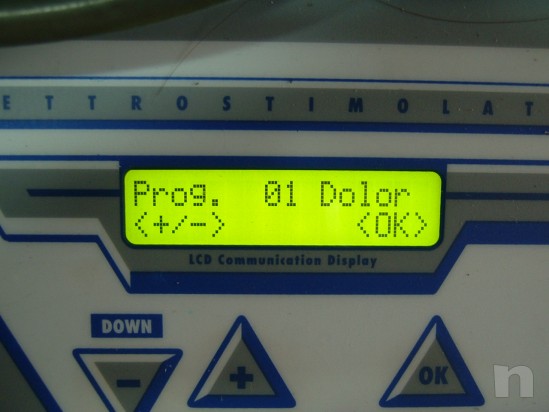 ETTROSTIMOLAT
Prog. 01 Dolor
<+/-> <OK>
LCD Communication Display
DOWN
- + OK
n